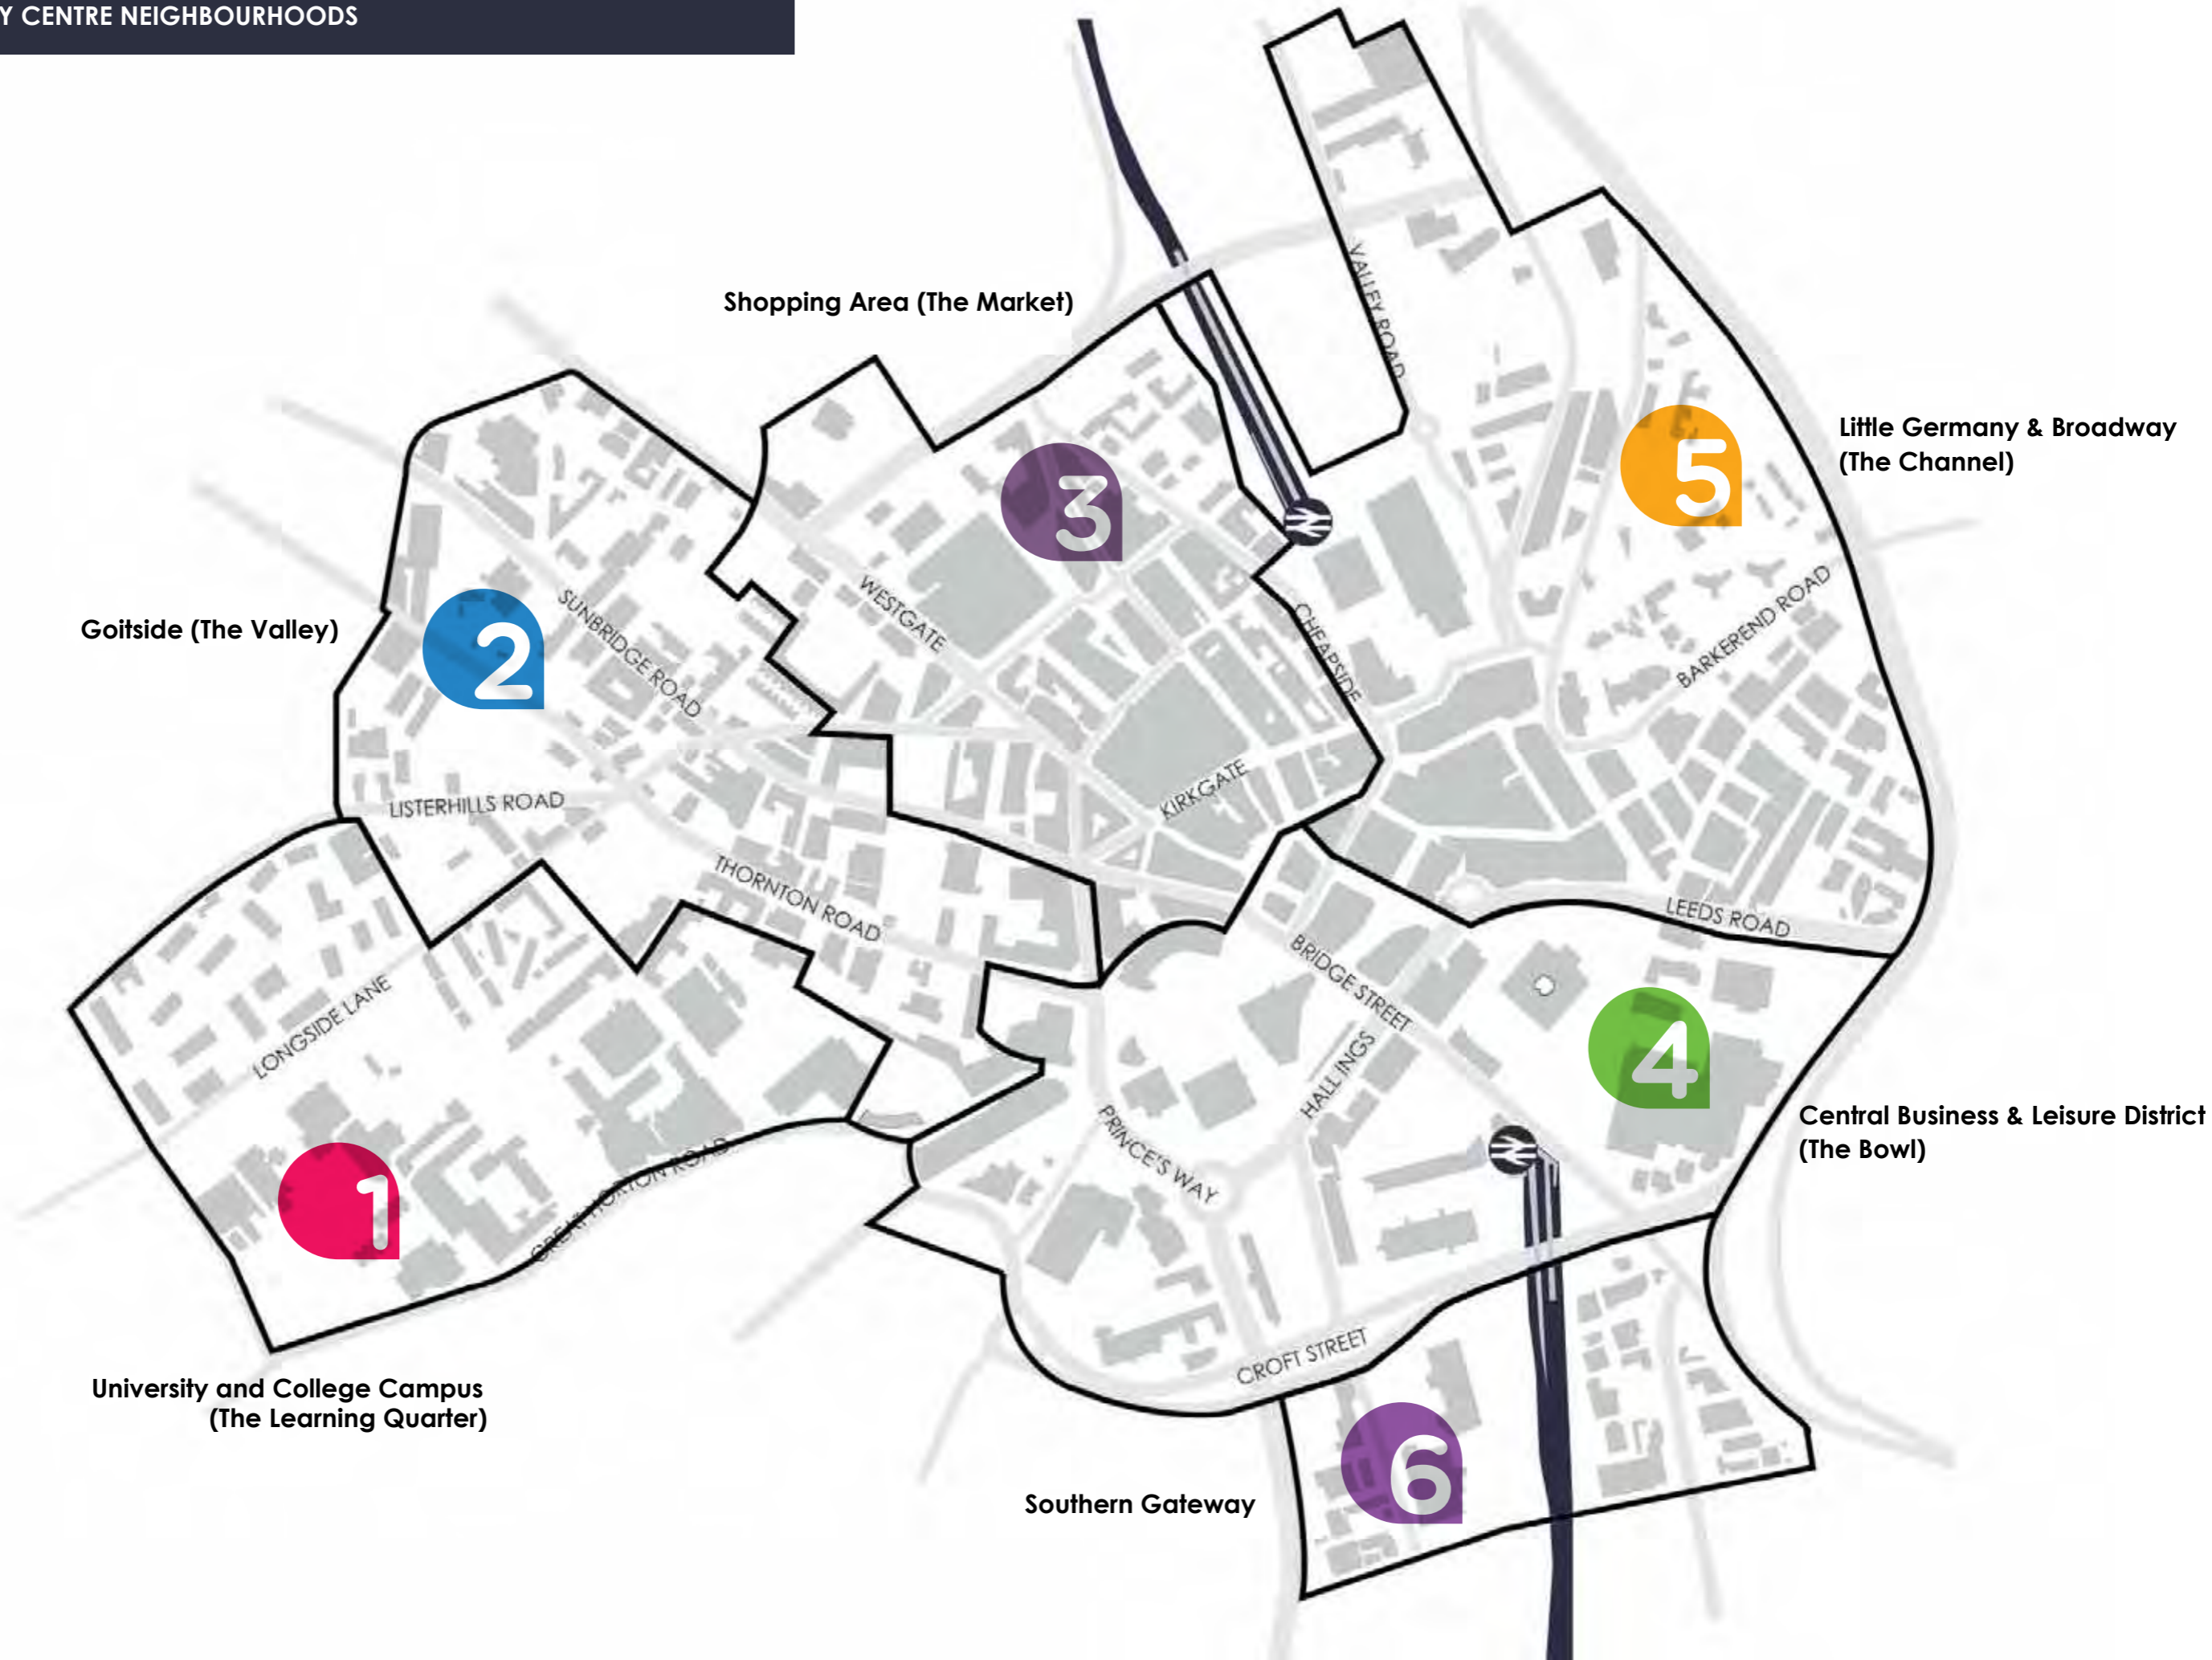 Y CENTRE NEIGHBOURHOODS
Shopping Area (The Market)
VALLEY ROAD
Little Germany & Broadway
(The Channel)
3
5
Goitside (The Valley)
2
SUNBRIDGE ROAD
WESTGATE
CHEAPSIDE
BARKEREND ROAD
LISTERHILLS ROAD
KIRKGATE
THORNTON ROAD
LEEDS ROAD
LONGSIDE LANE
BRIDGE STREET
HALL INGS
4
PRINCE'S WAY
Central Business & Leisure District
(The Bowl)
1
GREAT HORTON ROAD
CROFT STREET
University and College Campus
(The Learning Quarter)
6
Southern Gateway